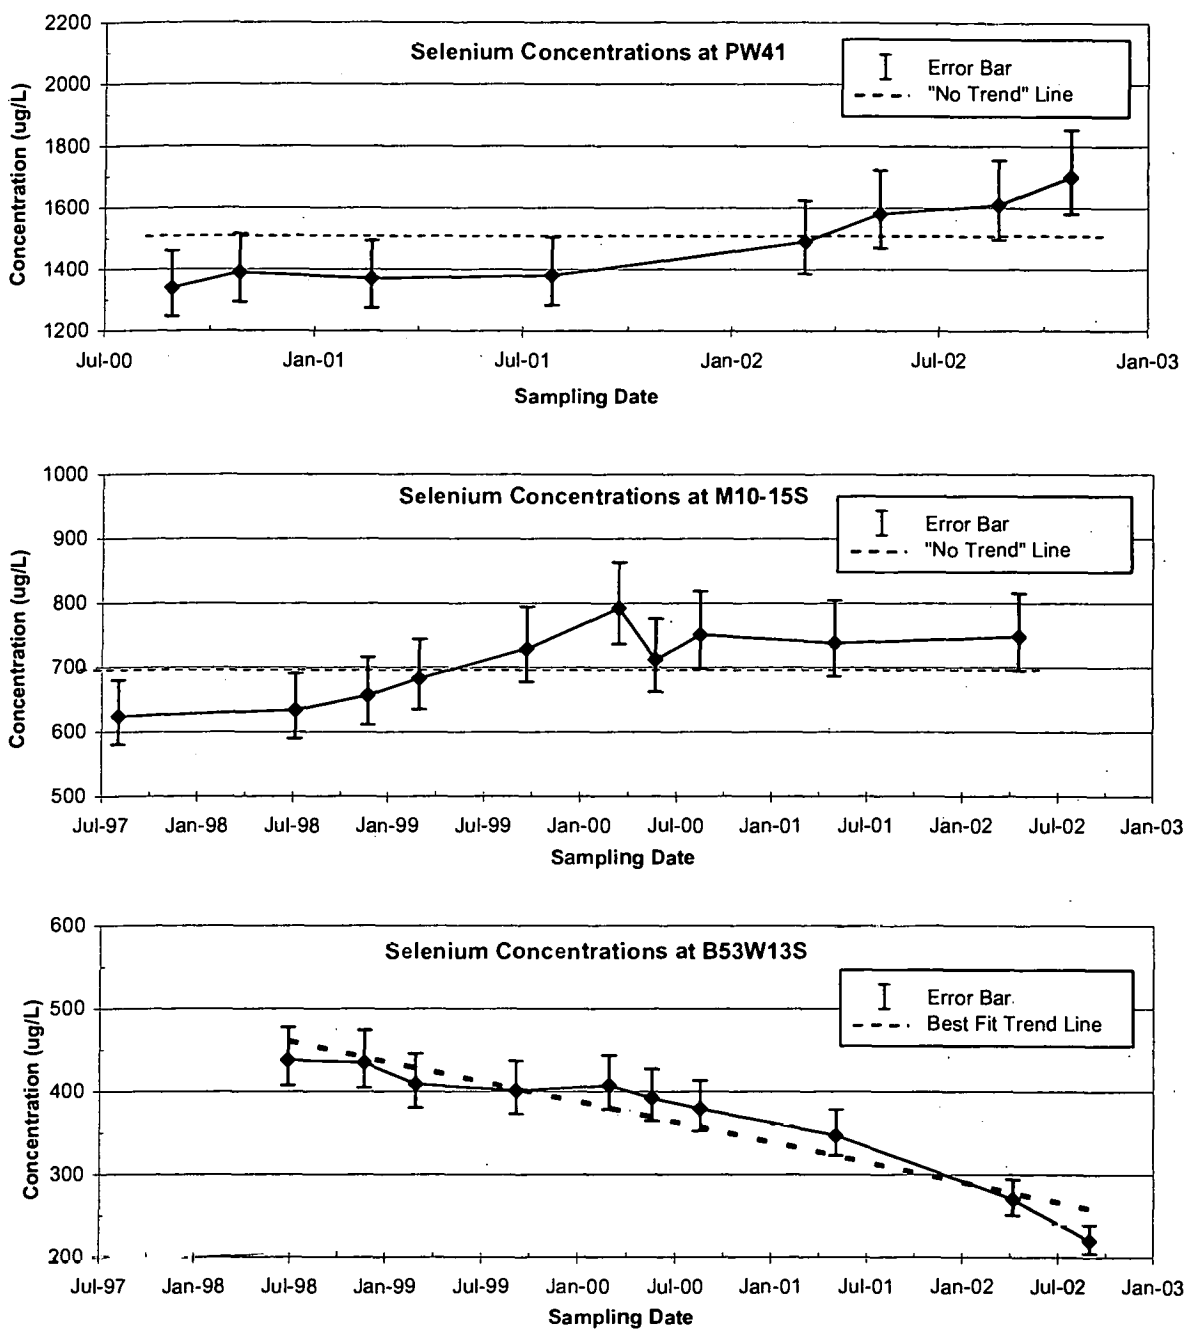 Selenium Concentrations at PW41
Error Bar
"No Trend" Line
Concentration (ug/L)
2200
2000
1800
1600
1400
1200
Jul-00 Jan-01 Jul-01 Jan-02 Jul-02 Jan-03
Sampling Date
Selenium Concentrations at M10-15S
Error Bar
"No Trend" Line
Concentration (ug/L)
1000
900
800
700
600
500
Jul-97 Jan-98 Jul-98 Jan-99 Jul-99 Jan-00 Jul-00 Jan-01 Jul-01 Jan-02 Jul-02 Jan-03
Sampling Date
Selenium Concentrations at B53W13S
Error Bar
Best Fit Trend Line
Concentration (ug/L)
600
500
400
300
200
Jul-97 Jan-98 Jul-98 Jan-99 Jul-99 Jan-00 Jul-00 Jan-01 Jul-01 Jan-02 Jul-02 Jan-03
Sampling Date